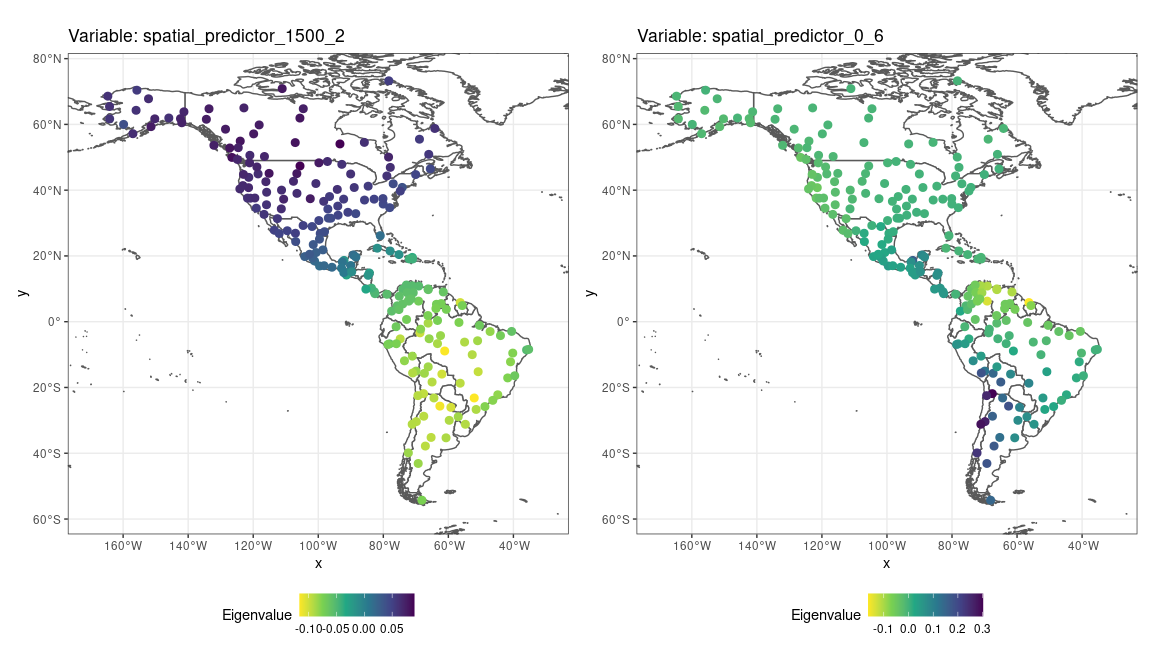 Variable: spatial_predictor_1500_2
80°N
60°N
40°N
20°N
0°
20°S
40°S
60°S
y
160°W 140°W 120°W 100°W 80°W 60°W 40°W
x
Eigenvalue
-0.10 -0.05 0.00 0.05
Variable: spatial_predictor_0_6
80°N
60°N
40°N
20°N
0°
20°S
40°S
60°S
y
160°W 140°W 120°W 100°W 80°W 60°W 40°W
x
Eigenvalue
-0.1 0.0 0.1 0.2 0.3